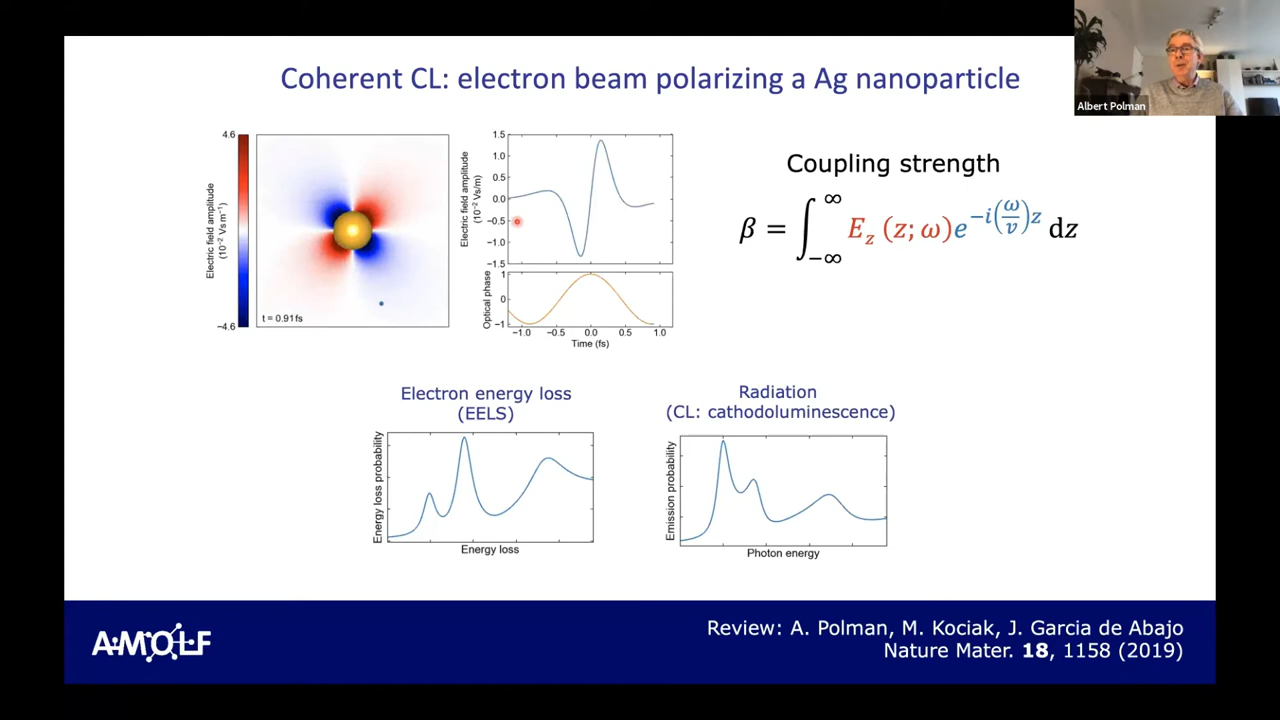 Albert Polman
Coherent CL: electron beam polarizing a Ag nanoparticle
4.6
Electric field amplitude
(10⁻² Vs m⁻¹)
−4.6
t = 0.91fs
Electric field amplitude
(10⁻² Vs/m)
1.5
1.0
0.5
0.0
−0.5
−1.0
−1.5
Optical phase
1
0
−1
−1.0 −0.5 0.0 0.5 1.0
Time (fs)
Coupling strength
β = ∫_{−∞}^{∞} E_z (z; ω)e^{−i(ω/v)z} dz
Electron energy loss
(EELS)
Energy loss probability
Energy loss
Radiation
(CL: cathodoluminescence)
Emission probability
Photon energy
AMOLF
Review: A. Polman, M. Kociak, J. Garcia de Abajo
Nature Mater. 18, 1158 (2019)